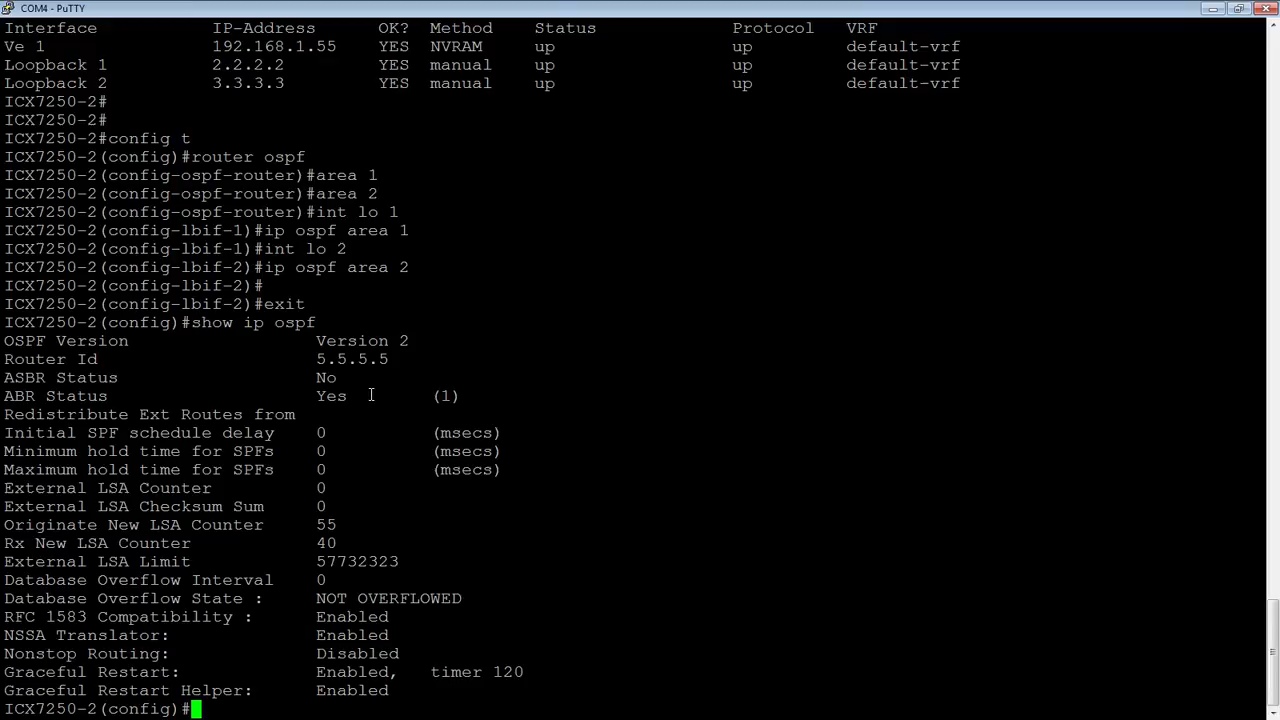 COM4 - PuTTY
Interface IP-Address OK? Method Status Protocol VRF
Ve 1 192.168.1.55 YES NVRAM up up default-vrf
Loopback 1 2.2.2.2 YES manual up up default-vrf
Loopback 2 3.3.3.3 YES manual up up default-vrf
ICX7250-2#
ICX7250-2#
ICX7250-2#config t
ICX7250-2(config)#router ospf
ICX7250-2(config-ospf-router)#area 1
ICX7250-2(config-ospf-router)#area 2
ICX7250-2(config-ospf-router)#int lo 1
ICX7250-2(config-lbif-1)#ip ospf area 1
ICX7250-2(config-lbif-1)#int lo 2
ICX7250-2(config-lbif-2)#ip ospf area 2
ICX7250-2(config-lbif-2)#
ICX7250-2(config-lbif-2)#exit
ICX7250-2(config)#show ip ospf
OSPF Version Version 2
Router Id 5.5.5.5
ASBR Status No
ABR Status Yes (1)
Redistribute Ext Routes from
Initial SPF schedule delay 0 (msecs)
Minimum hold time for SPFs 0 (msecs)
Maximum hold time for SPFs 0 (msecs)
External LSA Counter 0
External LSA Checksum Sum 0
Originate New LSA Counter 55
Rx New LSA Counter 40
External LSA Limit 57732323
Database Overflow Interval 0
Database Overflow State : NOT OVERFLOWED
RFC 1583 Compatibility : Enabled
NSSA Translator: Enabled
Nonstop Routing: Disabled
Graceful Restart: Enabled, timer 120
Graceful Restart Helper: Enabled
ICX7250-2(config)#